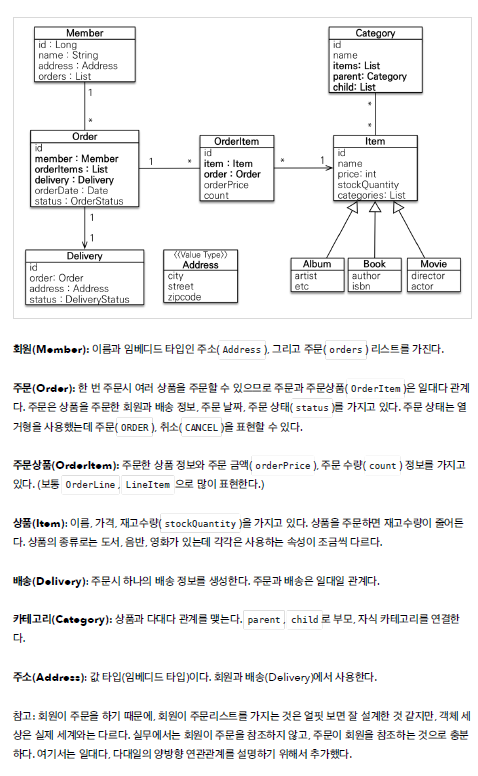 Member
id : Long
name : String
address : Address
orders : List
Category
id
name
items: List
parent: Category
child: List
1
*
*
*
Order
id
member : Member
orderItems : List
delivery : Delivery
orderDate : Date
status : OrderStatus
1
*
OrderItem
id
item : Item
order : Order
orderPrice
count
*
1
Item
id
name
price: int
stockQuantity
categories: List
1
1
Delivery
id
order: Order
address : Address
status : DeliveryStatus
《Value Type》
Address
city
street
zipcode
Album
artist
etc
Book
author
isbn
Movie
director
actor
회원(Member): 이름과 임베디드 타입인 주소( Address ), 그리고 주문( orders ) 리스트를 가진다.
주문(Order): 한 번 주문시 여러 상품을 주문할 수 있으므로 주문과 주문상품( OrderItem )은 일대다 관계
다. 주문은 상품을 주문한 회원과 배송 정보, 주문 날짜, 주문 상태( status )를 가지고 있다. 주문 상태는 열
거형을 사용했는데 주문( ORDER ), 취소( CANCEL )을 표현할 수 있다.
주문상품(OrderItem): 주문한 상품 정보와 주문 금액( orderPrice ), 주문 수량( count ) 정보를 가지고
있다. (보통 OrderLine , LineItem 으로 많이 표현한다.)
상품(Item): 이름, 가격, 재고수량( stockQuantity )을 가지고 있다. 상품을 주문하면 재고수량이 줄어든
다. 상품의 종류로는 도서, 음반, 영화가 있는데 각각은 사용하는 속성이 조금씩 다르다.
배송(Delivery): 주문시 하나의 배송 정보를 생성한다. 주문과 배송은 일대일 관계다.
카테고리(Category): 상품과 다대다 관계를 맺는다. parent , child 로 부모, 자식 카테고리를 연결한
다.
주소(Address): 값 타입(임베디드 타입)이다. 회원과 배송(Delivery)에서 사용한다.
참고: 회원이 주문을 하기 때문에, 회원이 주문리스트를 가지는 것은 얼핏 보면 잘 설계한 것 같지만, 객체 세
상은 실제 세계와는 다르다. 실무에서는 회원이 주문을 참조하지 않고, 주문이 회원을 참조하는 것으로 충분
하다. 여기서는 일대다, 다대일의 양방향 연관관계를 설명하기 위해서 추가했다.